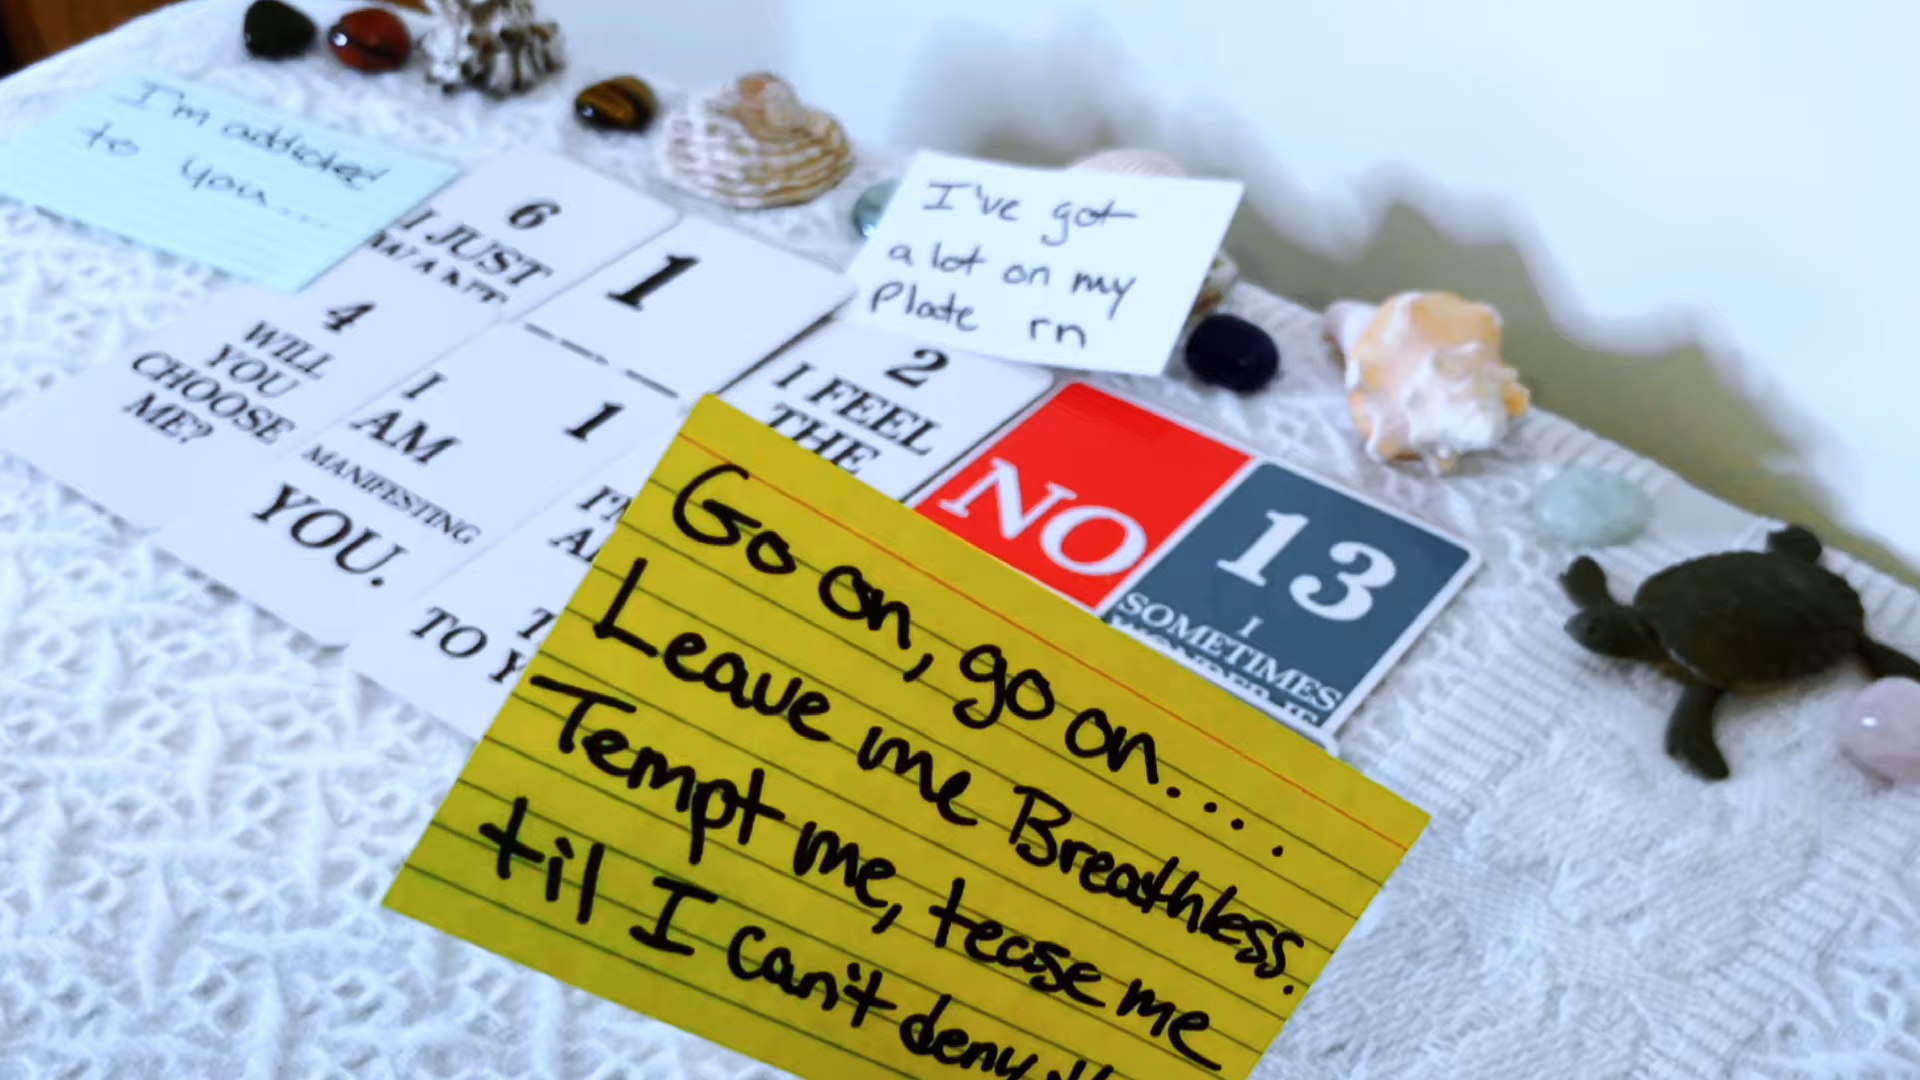 I'm addicted
to you...
6
I JUST
WANT
1
I've got
a lot on my
Plate rn
4
WILL
YOU
CHOOSE
ME?
I
AM
MANIFESTING
YOU.
1
TO
2
I FEEL
THE
NO
13
I
SOMETIMES
Go on, go on....
Leave me Breathless.
Tempt me, tease me
til I can't deny